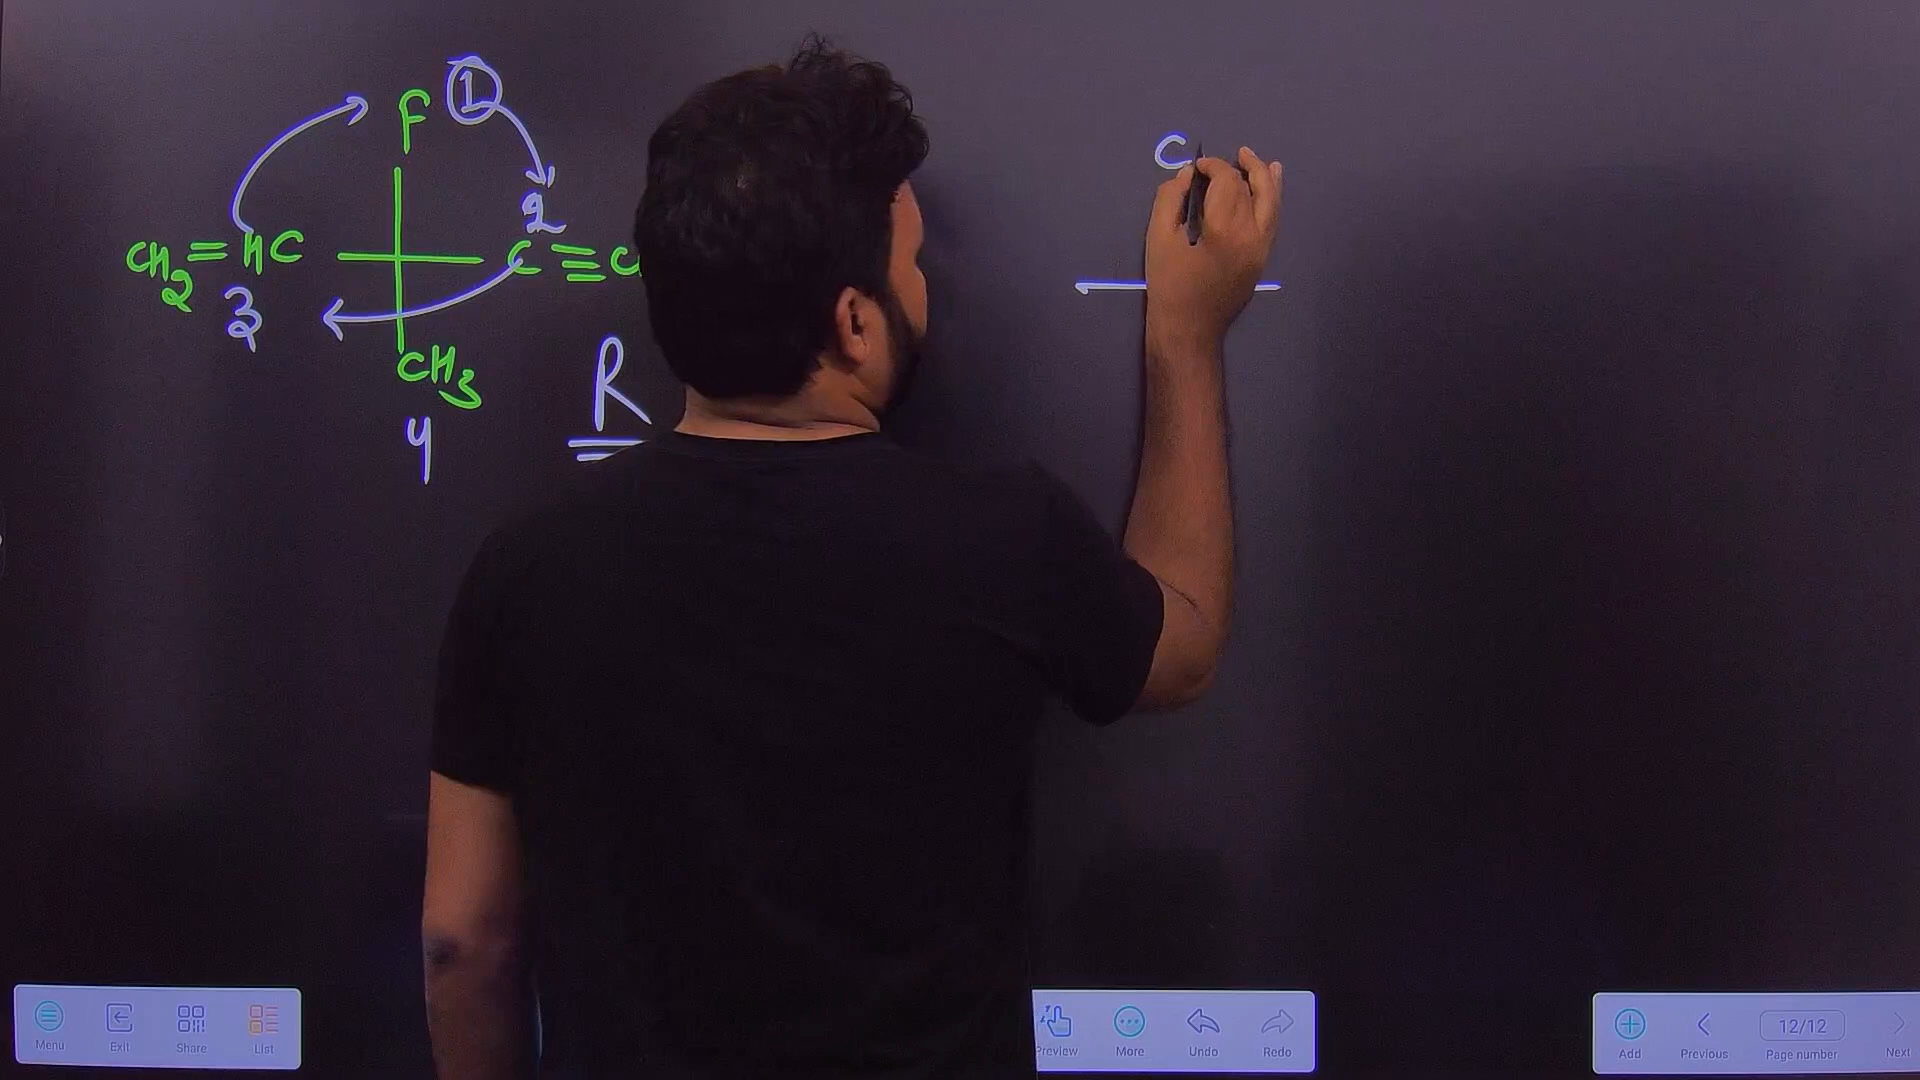 F ①
2
CH₂=HC C≡C
3
CH₃
R
4
C
Menu Exit Share List
Preview More Undo Redo
Add Previous 12/12 Page number Next